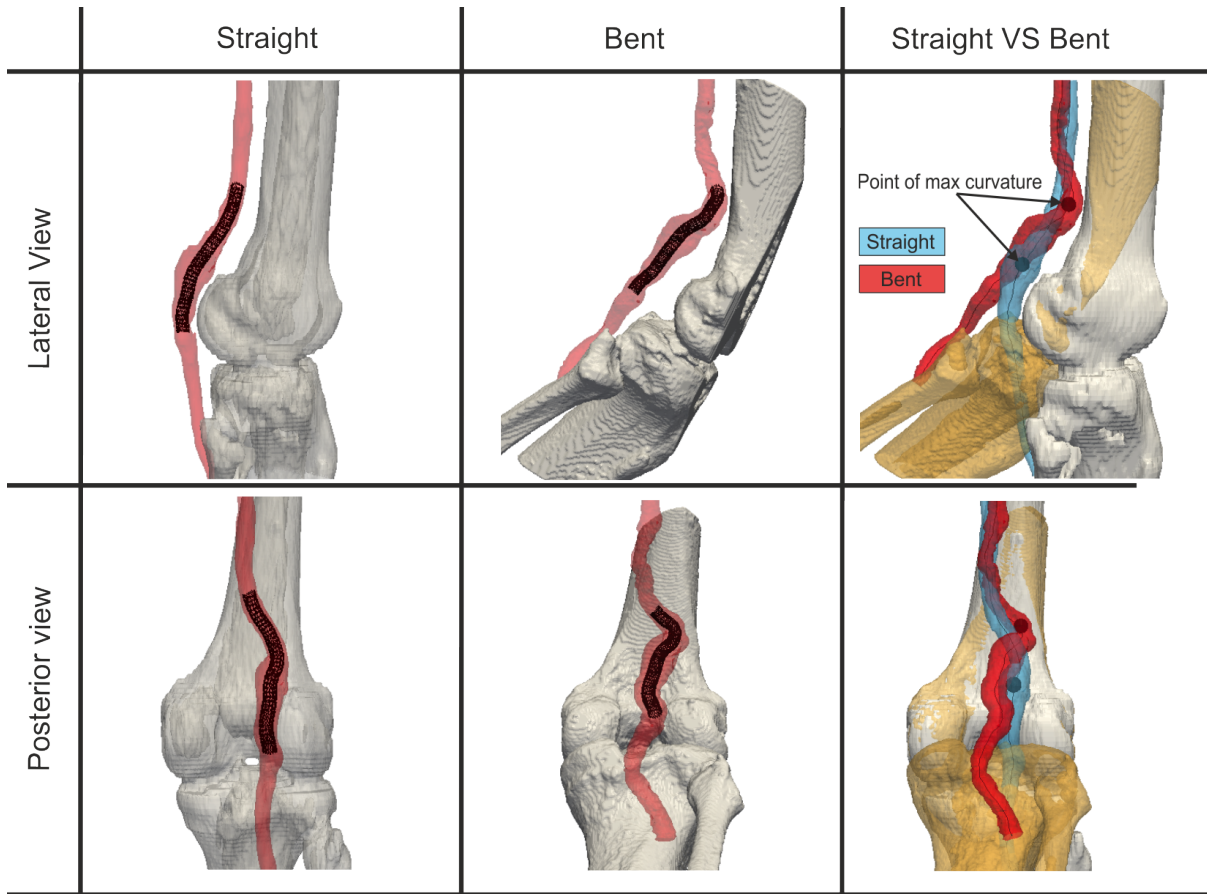 Straight
Bent
Straight VS Bent
Lateral View
Point of max curvature
Straight
Bent
Posterior view